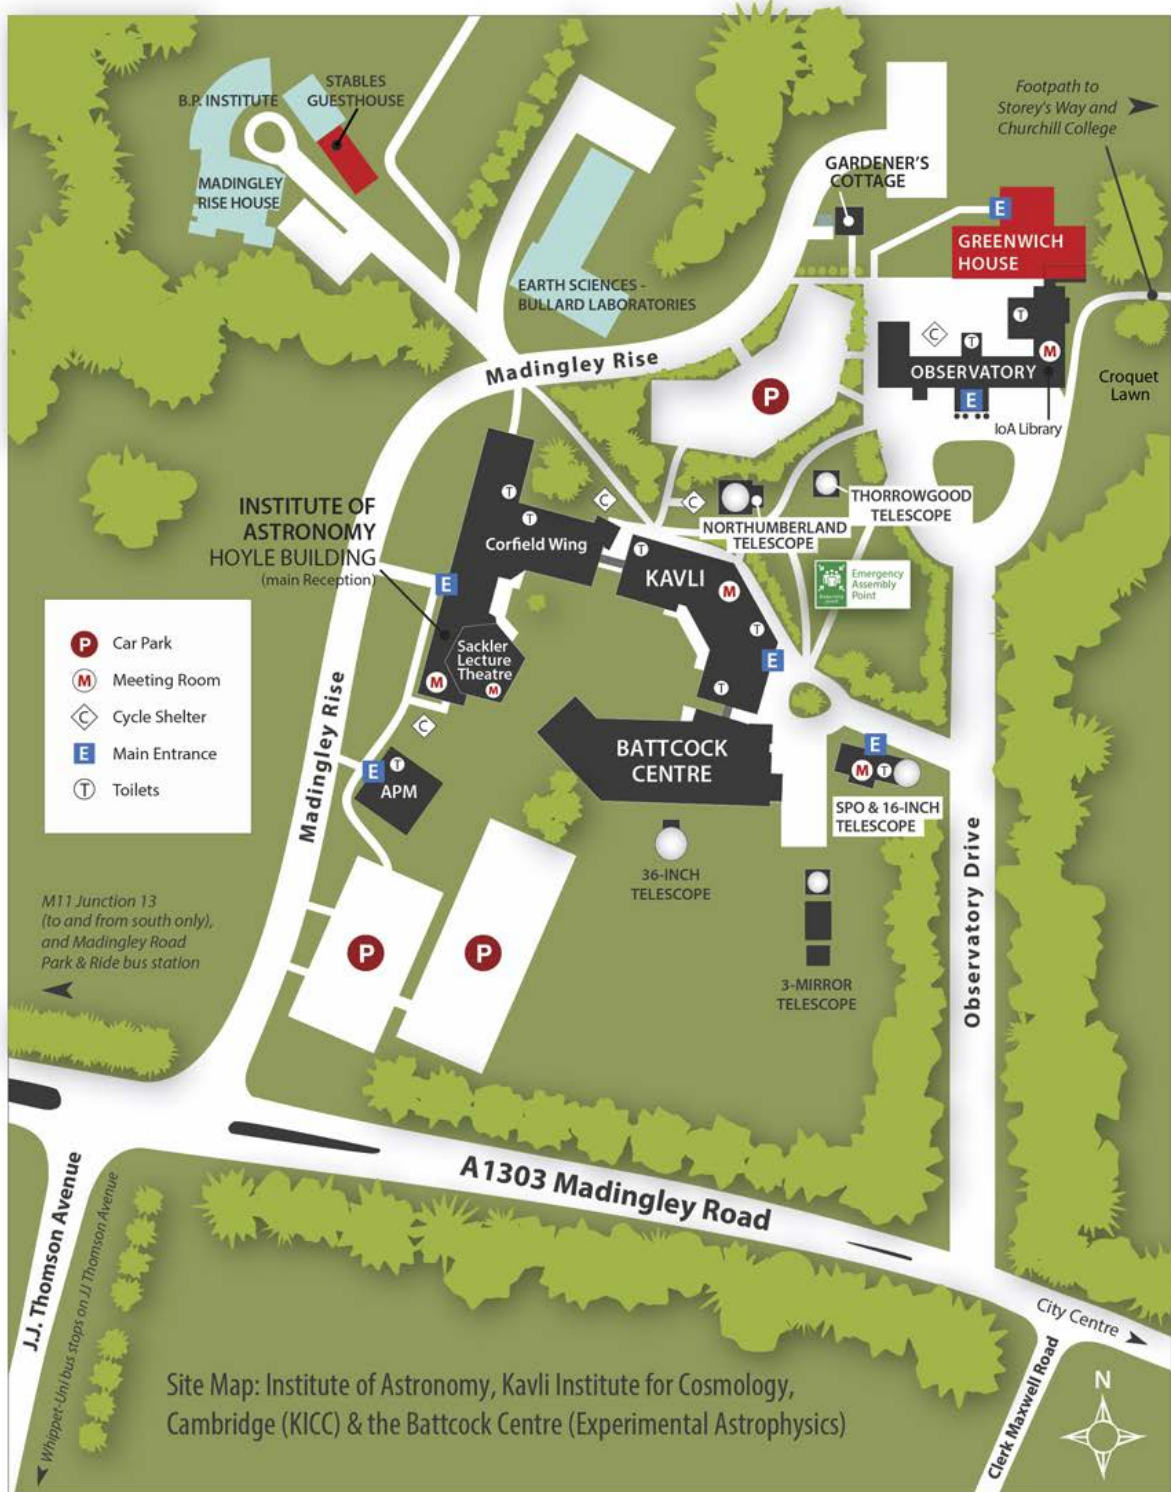 B.P. INSTITUTE
STABLES
GUESTHOUSE
MADINGLEY
RISE HOUSE
EARTH SCIENCES -
BULLARD LABORATORIES
GARDENER'S
COTTAGE
Footpath to
Storey's Way and
Churchill College
E
GREENWICH
HOUSE
T
C
T
M
OBSERVATORY
E
IoA Library
Croquet
Lawn
Madingley Rise
P
INSTITUTE OF
ASTRONOMY
HOYLE BUILDING
(main Reception)
T
T
Corfield Wing
C
C
NORTHUMBERLAND
TELESCOPE
THORROWGOOD
TELESCOPE
T
KAVLI
M
T
E
T
Emergency
Assembly
Point
E
Sackler
Lecture
Theatre
M
M
C
P Car Park
M Meeting Room
C Cycle Shelter
E Main Entrance
T Toilets
Madingley Rise
E
T
APM
BATTCOCK
CENTRE
E
M
T
SPO & 16-INCH
TELESCOPE
36-INCH
TELESCOPE
3-MIRROR
TELESCOPE
Observatory Drive
P
P
M11 Junction 13
(to and from south only),
and Madingley Road
Park & Ride bus station
A1303 Madingley Road
J.J. Thomson Avenue
Whippet-Uni bus stops on JJ Thomson Avenue
City Centre
Clerk Maxwell Road
N
Site Map: Institute of Astronomy, Kavli Institute for Cosmology,
Cambridge (KICC) & the Battcock Centre (Experimental Astrophysics)